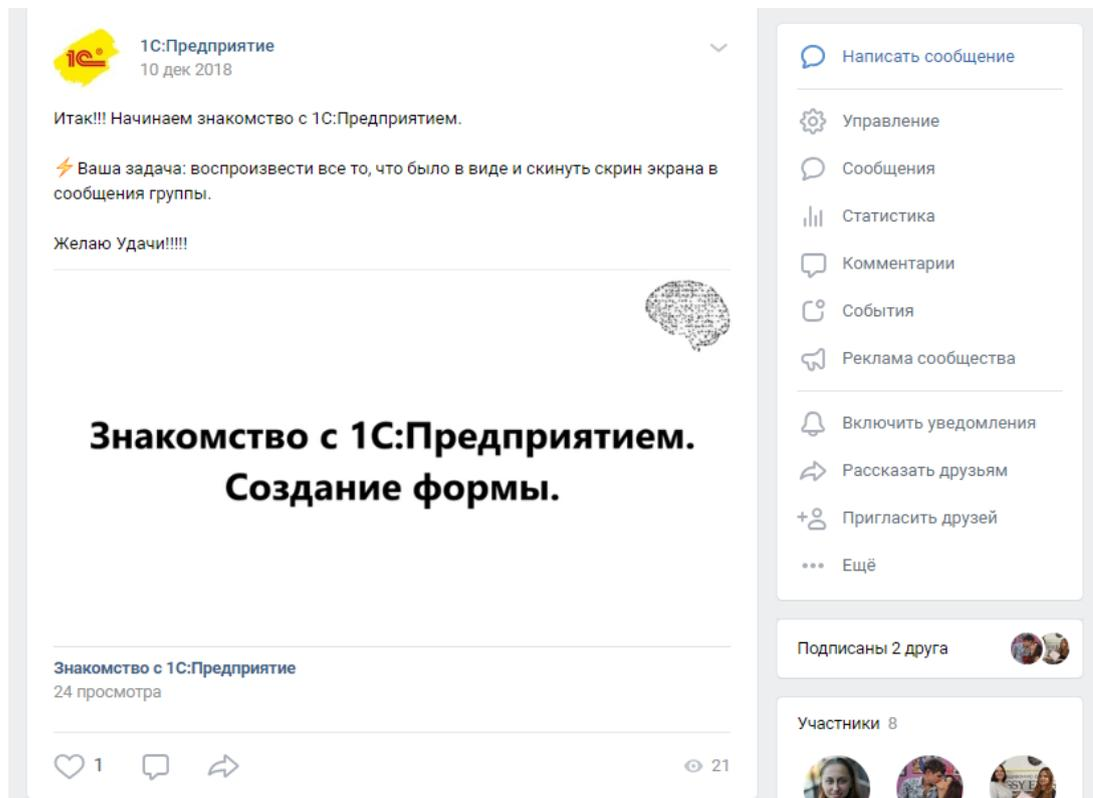 1С®
1С:Предприятие
10 дек 2018
Итак!!! Начинаем знакомство с 1С:Предприятием.
⚡Ваша задача: воспроизвести все то, что было в виде и скинуть скрин экрана в
сообщения группы.
Желаю Удачи!!!!!
Знакомство с 1С:Предприятием.
Создание формы.
Знакомство с 1С:Предприятие
24 просмотра
1
21
Написать сообщение
Управление
Сообщения
Статистика
Комментарии
События
Реклама сообщества
Включить уведомления
Рассказать друзьям
Пригласить друзей
Ещё
Подписаны 2 друга
Участники 8